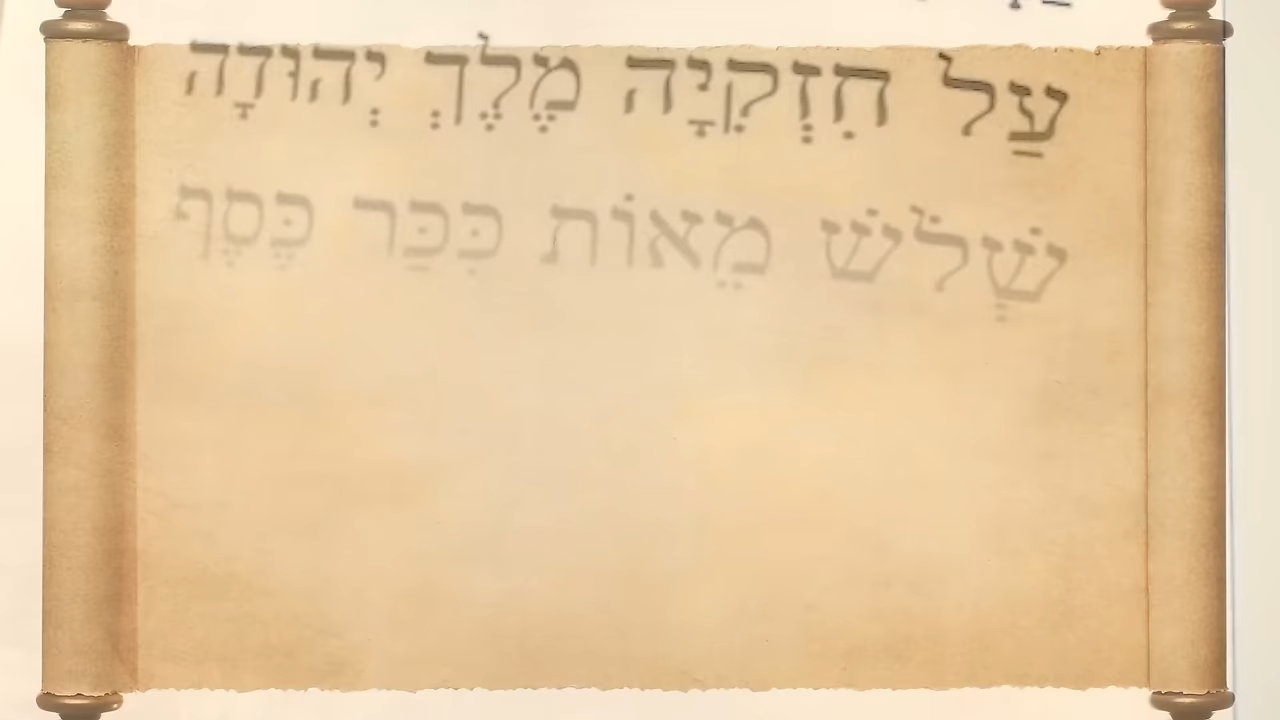 עַל חִזְקִיָּה מֶלֶךְ יְהוּדָה
שְׁלֹשׁ מֵאוֹת כִּכַּר כֶּסֶף